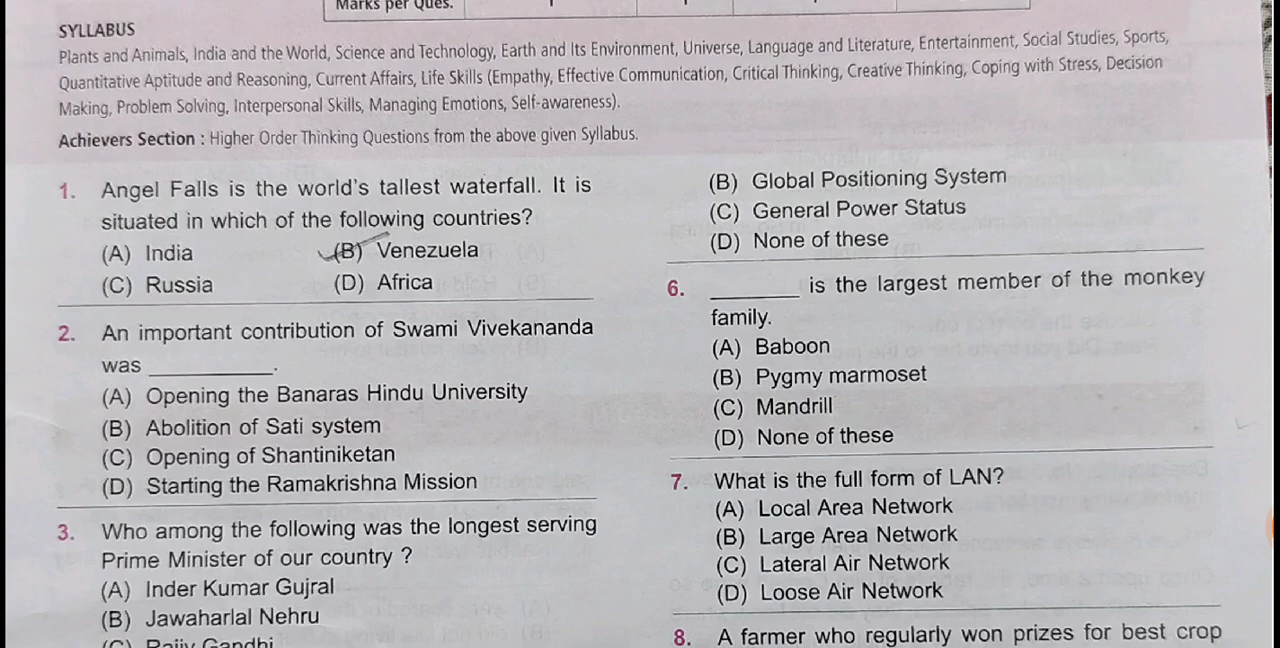 Marks per Ques.
SYLLABUS
Plants and Animals, India and the World, Science and Technology, Earth and Its Environment, Universe, Language and Literature, Entertainment, Social Studies, Sports,
Quantitative Aptitude and Reasoning, Current Affairs, Life Skills (Empathy, Effective Communication, Critical Thinking, Creative Thinking, Coping with Stress, Decision
Making, Problem Solving, Interpersonal Skills, Managing Emotions, Self-awareness).
Achievers Section : Higher Order Thinking Questions from the above given Syllabus.
1. Angel Falls is the world's tallest waterfall. It is
situated in which of the following countries?
(A) India (B) Venezuela
(C) Russia (D) Africa
2. An important contribution of Swami Vivekananda
was ___________.
(A) Opening the Banaras Hindu University
(B) Abolition of Sati system
(C) Opening of Shantiniketan
(D) Starting the Ramakrishna Mission
3. Who among the following was the longest serving
Prime Minister of our country ?
(A) Inder Kumar Gujral
(B) Jawaharlal Nehru
(C) Rajiv Gandhi
(B) Global Positioning System
(C) General Power Status
(D) None of these
6. ________ is the largest member of the monkey
family.
(A) Baboon
(B) Pygmy marmoset
(C) Mandrill
(D) None of these
7. What is the full form of LAN?
(A) Local Area Network
(B) Large Area Network
(C) Lateral Air Network
(D) Loose Air Network
8. A farmer who regularly won prizes for best crop